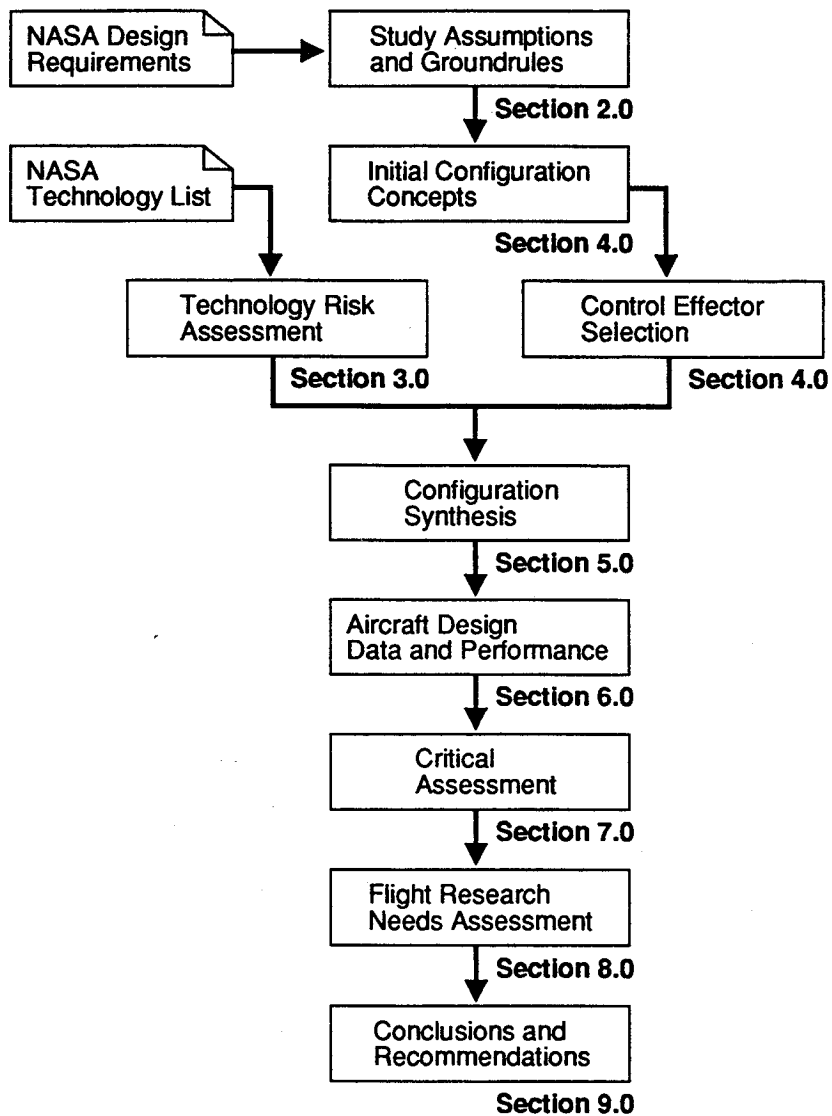 NASA Design
Requirements
Study Assumptions
and Groundrules
Section 2.0
NASA
Technology List
Initial Configuration
Concepts
Section 4.0
Technology Risk
Assessment
Section 3.0
Control Effector
Selection
Section 4.0
Configuration
Synthesis
Section 5.0
Aircraft Design
Data and Performance
Section 6.0
Critical
Assessment
Section 7.0
Flight Research
Needs Assessment
Section 8.0
Conclusions and
Recommendations
Section 9.0